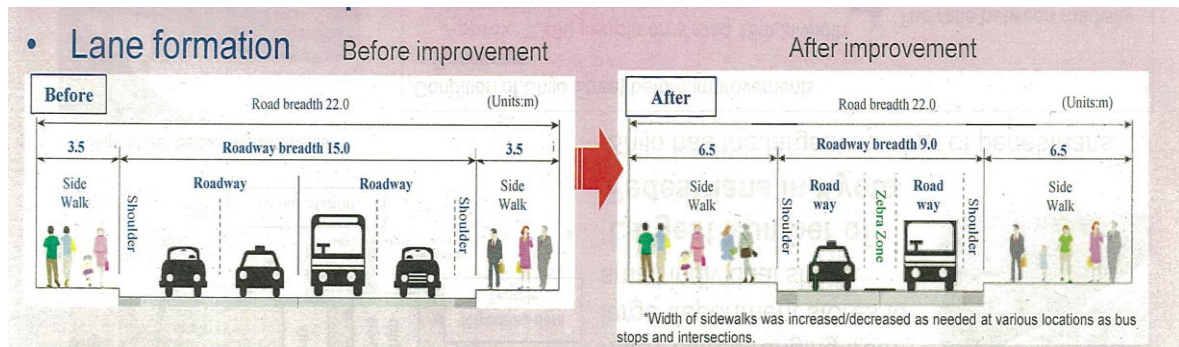 • Lane formation
Before improvement
After improvement
Before
Road breadth 22.0
(Units:m)
3.5
Roadway breadth 15.0
3.5
Side
Walk
Shoulder
Roadway
Roadway
Shoulder
Side
Walk
After
Road breadth 22.0
(Units:m)
6.5
Roadway breadth 9.0
6.5
Side
Walk
Shoulder
Road
way
Zebra Zone
Road
way
Shoulder
Side
Walk
*Width of sidewalks was increased/decreased as needed at various locations as bus
stops and intersections.